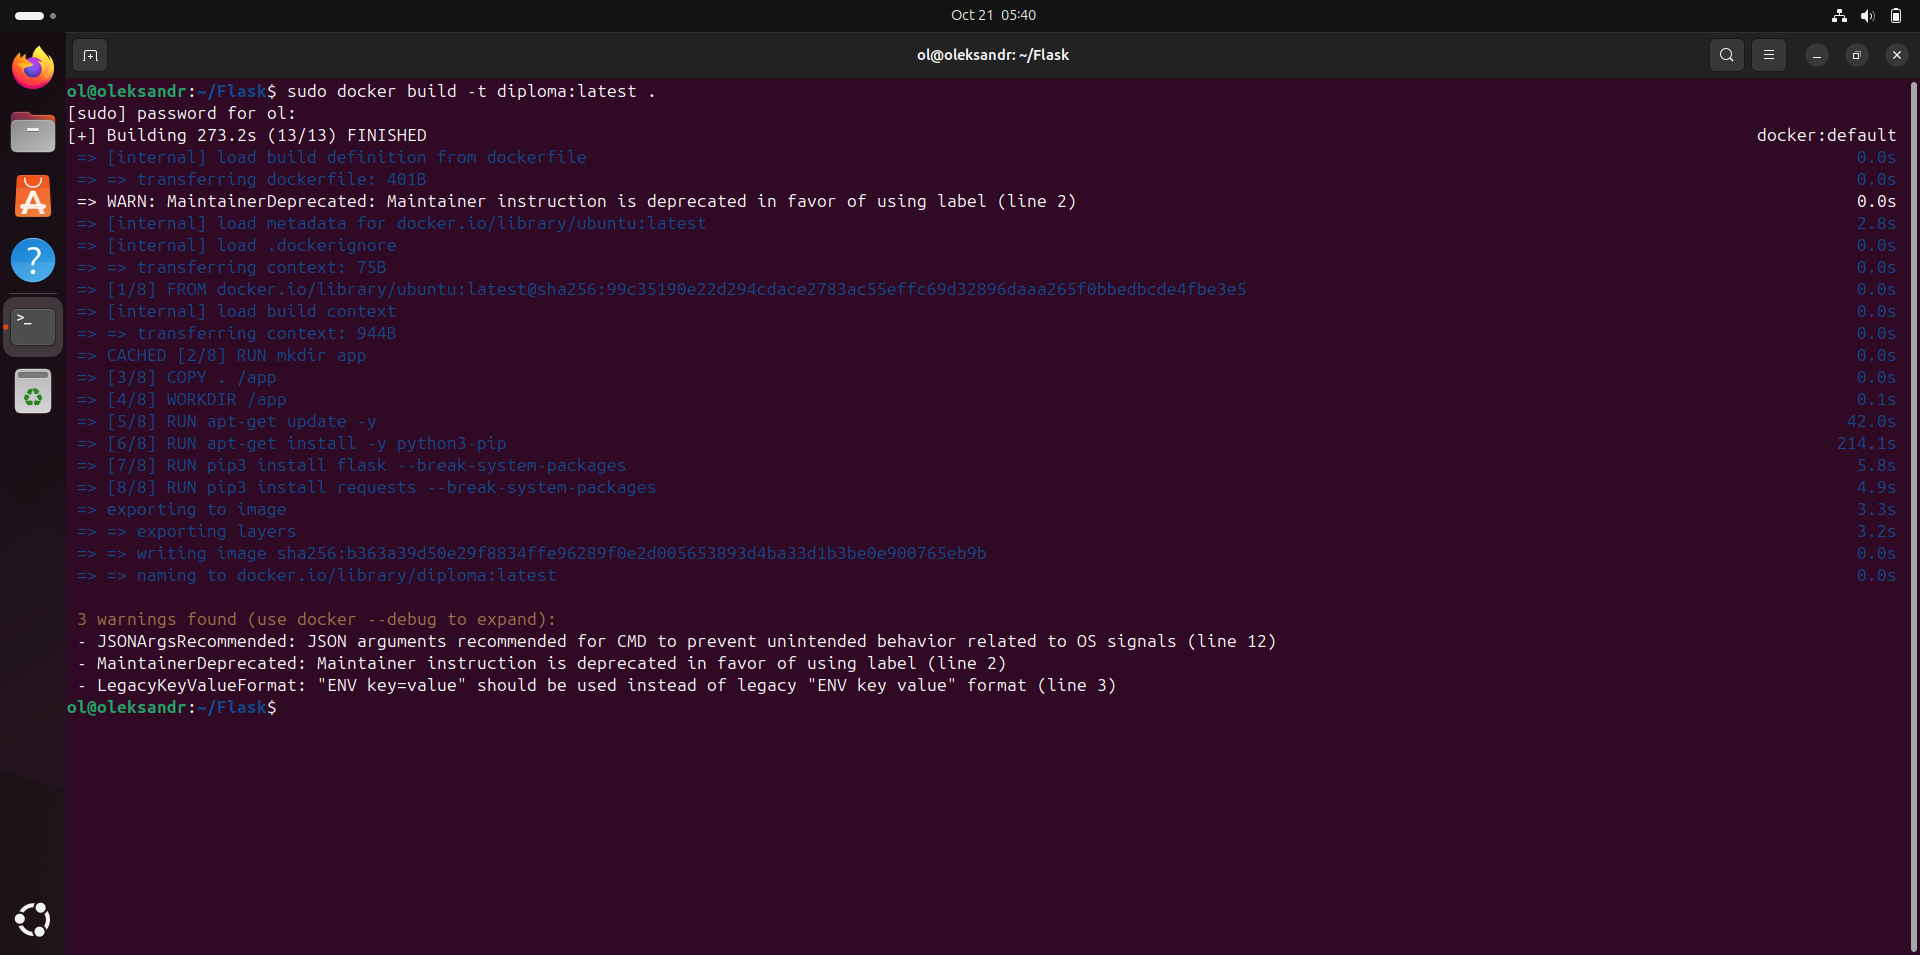 Oct 21 05:40
ol@oleksandr: ~/Flask
ol@oleksandr:~/Flask$ sudo docker build -t diploma:latest .
[sudo] password for ol:
[+] Building 273.2s (13/13) FINISHED docker:default
=> [internal] load build definition from dockerfile 0.0s
=> => transferring dockerfile: 401B 0.0s
=> WARN: MaintainerDeprecated: Maintainer instruction is deprecated in favor of using label (line 2) 0.0s
=> [internal] load metadata for docker.io/library/ubuntu:latest 2.8s
=> [internal] load .dockerignore 0.0s
=> => transferring context: 75B 0.0s
=> [1/8] FROM docker.io/library/ubuntu:latest@sha256:99c35190e22d294cdace2783ac55effc69d32896daaa265f0bbedbcde4fbe3e5 0.0s
=> [internal] load build context 0.0s
=> => transferring context: 944B 0.0s
=> CACHED [2/8] RUN mkdir app 0.0s
=> [3/8] COPY . /app 0.0s
=> [4/8] WORKDIR /app 0.1s
=> [5/8] RUN apt-get update -y 42.0s
=> [6/8] RUN apt-get install -y python3-pip 214.1s
=> [7/8] RUN pip3 install flask --break-system-packages 5.8s
=> [8/8] RUN pip3 install requests --break-system-packages 4.9s
=> exporting to image 3.3s
=> => exporting layers 3.2s
=> => writing image sha256:b363a39d50e29f8834ffe96289f0e2d005653893d4ba33d1b3be0e900765eb9b 0.0s
=> => naming to docker.io/library/diploma:latest 0.0s
3 warnings found (use docker --debug to expand):
- JSONArgsRecommended: JSON arguments recommended for CMD to prevent unintended behavior related to OS signals (line 12)
- MaintainerDeprecated: Maintainer instruction is deprecated in favor of using label (line 2)
- LegacyKeyValueFormat: "ENV key=value" should be used instead of legacy "ENV key value" format (line 3)
ol@oleksandr:~/Flask$